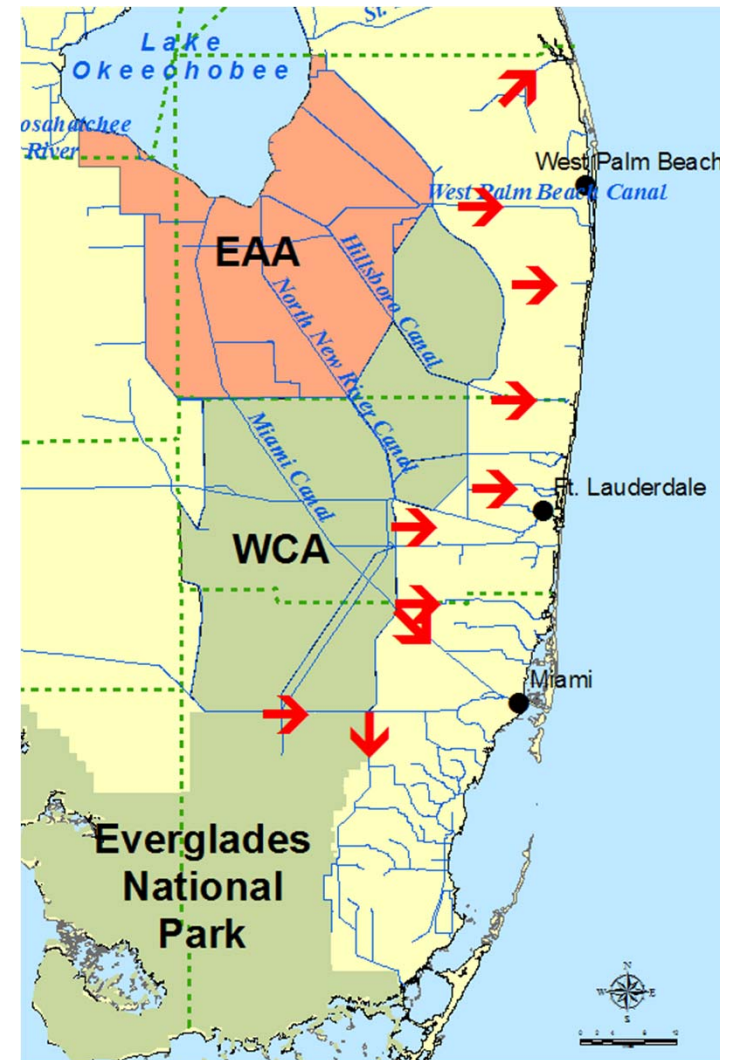 St.
Lake
Okeechobee
osahatchee
River
West Palm Beach
West Palm Beach Canal
EAA
Hillsboro Canal
North New River Canal
Miami Canal
Ft. Lauderdale
WCA
Miami
Everglades
National
Park
N
W E
S